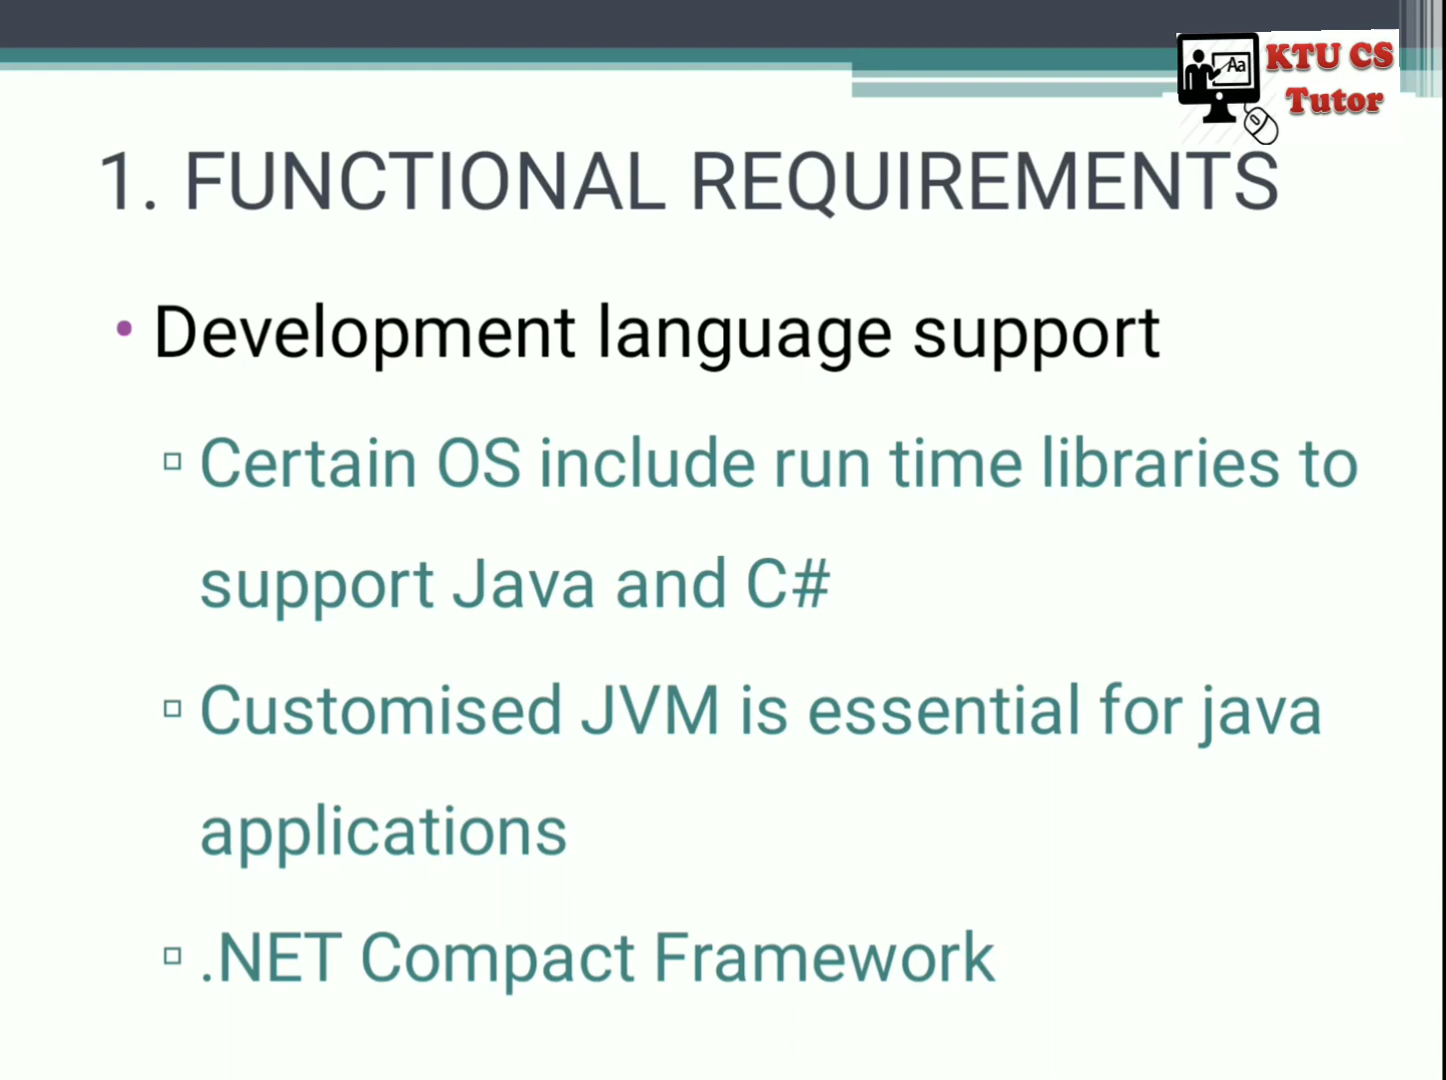 Aa
KTU CS
Tutor
1. FUNCTIONAL REQUIREMENTS
• Development language support
▫ Certain OS include run time libraries to
support Java and C#
▫ Customised JVM is essential for java
applications
▫ .NET Compact Framework